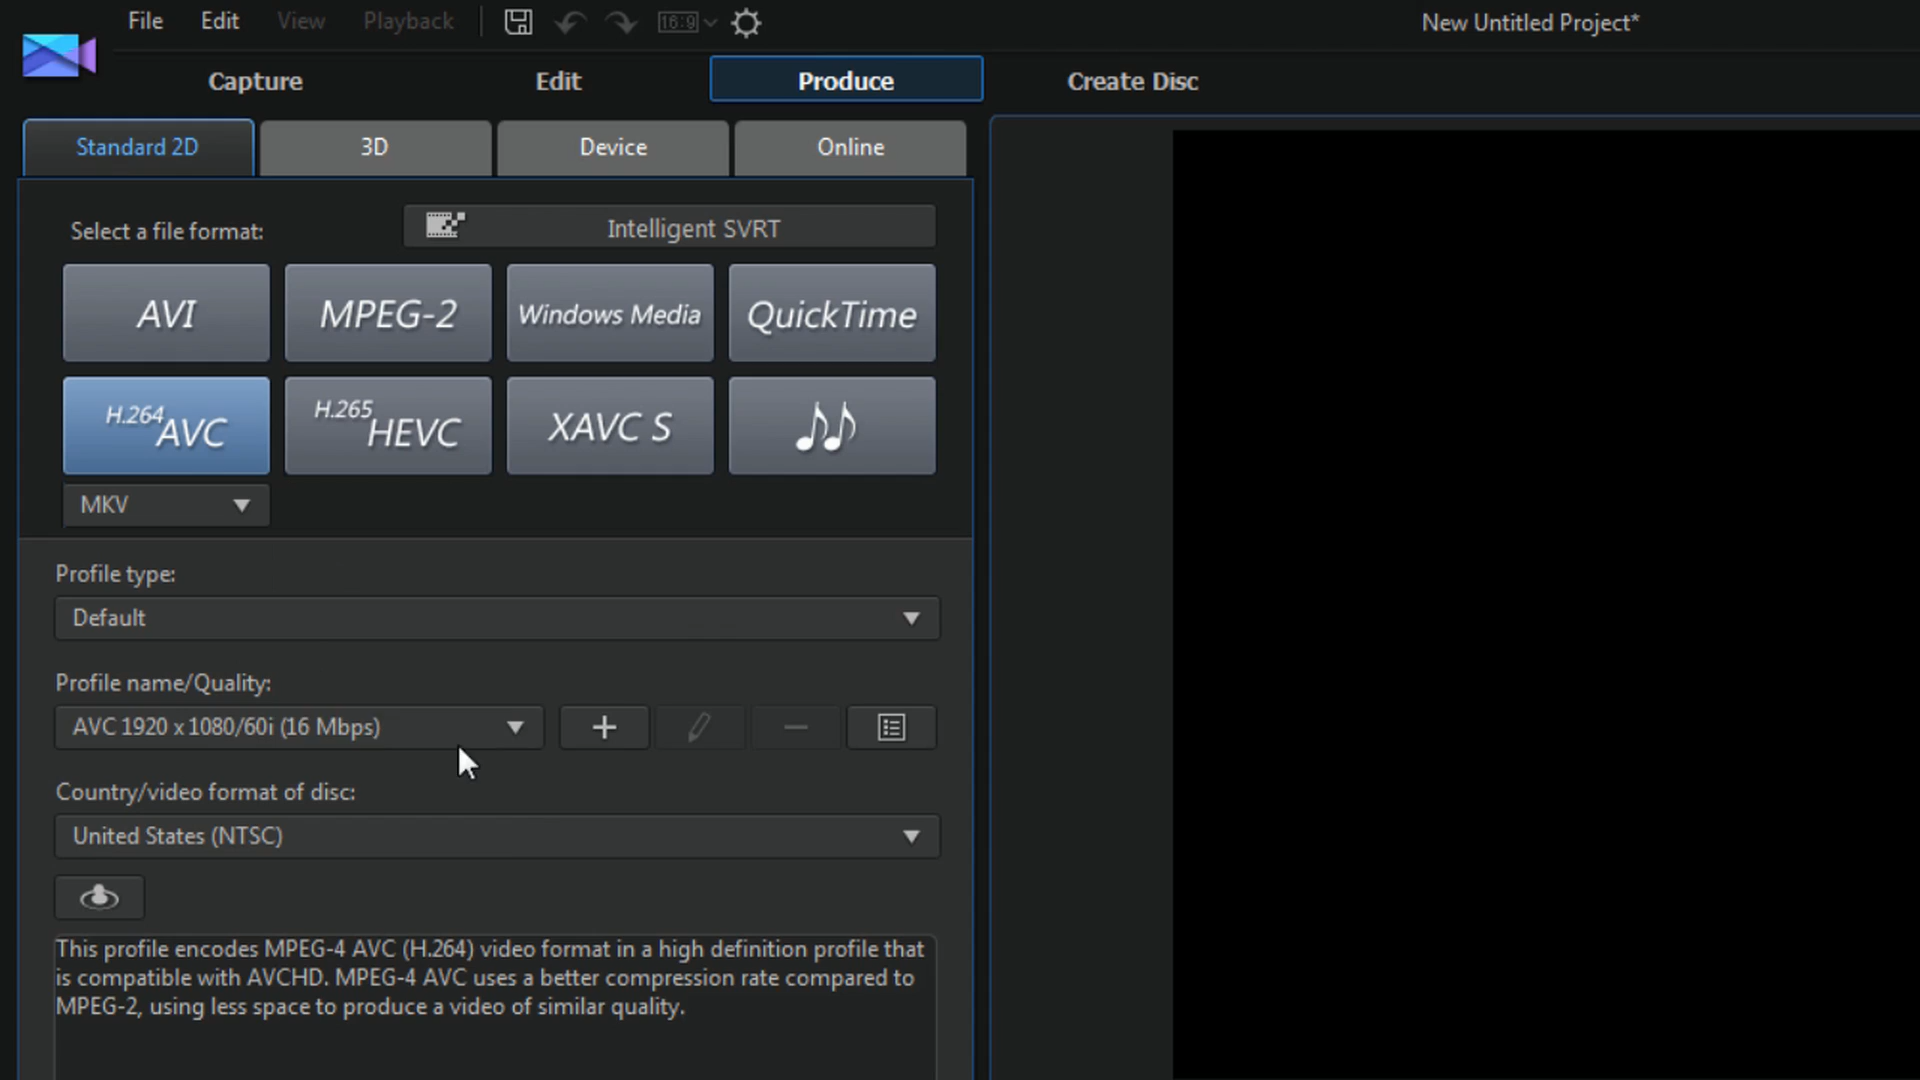 File Edit View Playback 16:9 New Untitled Project*
Capture Edit Produce Create Disc
Standard 2D 3D Device Online
Select a file format: Intelligent SVRT
AVI MPEG-2 Windows Media QuickTime
H.264 AVC H.265 HEVC XAVC S
MKV
Profile type:
Default
Profile name/Quality:
AVC 1920 x 1080/60i (16 Mbps)
Country/video format of disc:
United States (NTSC)
This profile encodes MPEG-4 AVC (H.264) video format in a high definition profile that
is compatible with AVCHD. MPEG-4 AVC uses a better compression rate compared to
MPEG-2, using less space to produce a video of similar quality.